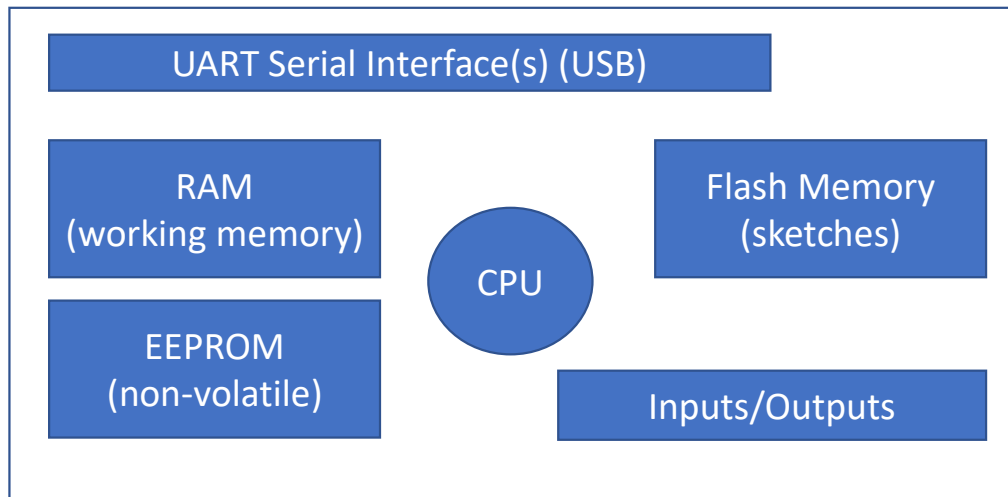 UART Serial Interface(s) (USB)
RAM
(working memory)
Flash Memory
(sketches)
CPU
EEPROM
(non-volatile)
Inputs/Outputs